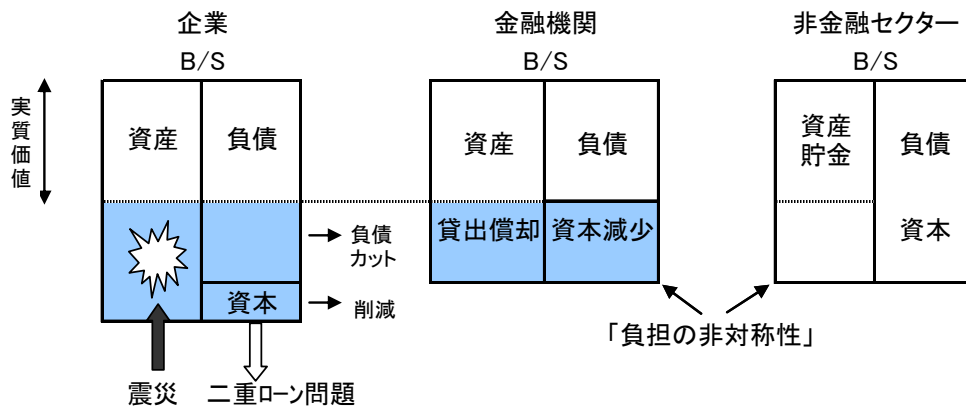 企業
B/S
金融機関
B/S
非金融セクター
B/S
実質価値
資産
負債
資産
負債
資産
貯金
負債
貸出償却
資本減少
資本
負債
カット
資本
削減
「負担の非対称性」
震災
二重ローン問題